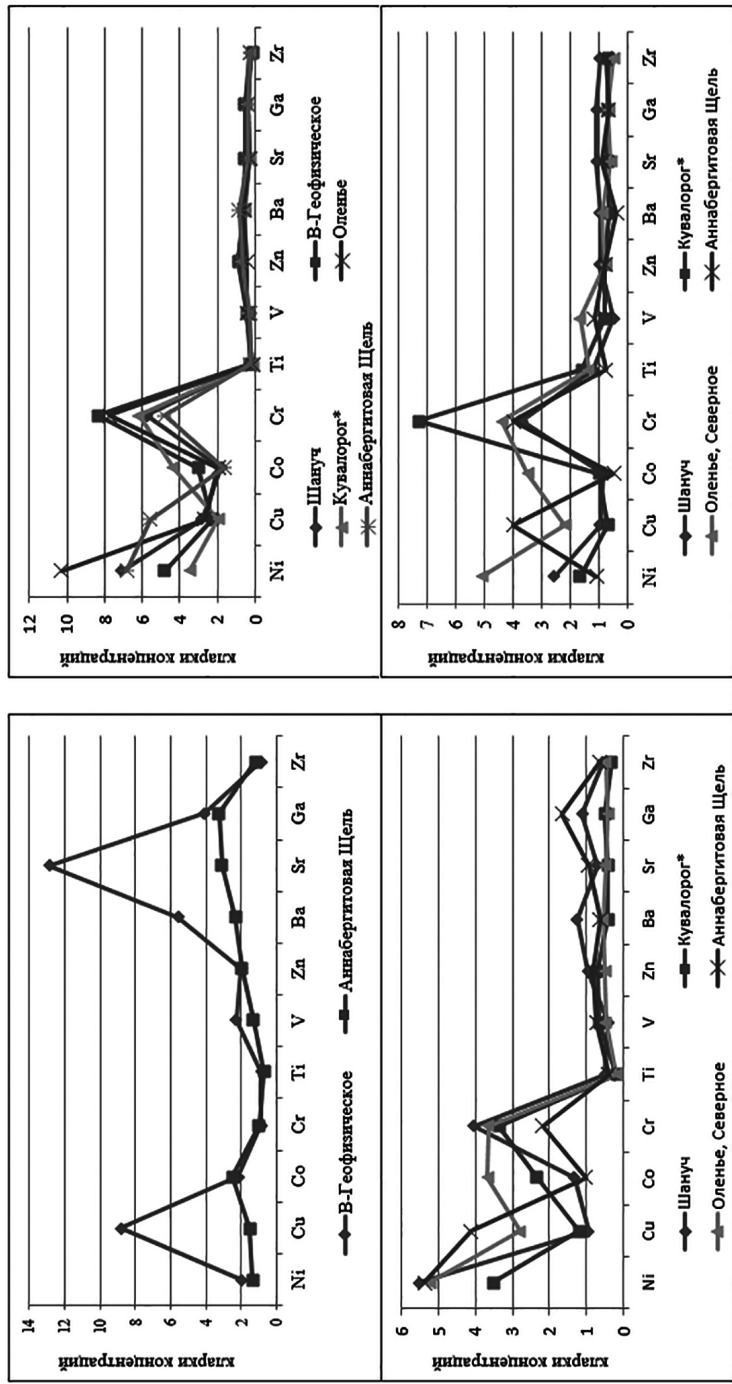 кларки концентраций
14
12
10
8
6
4
2
0
Ni Cu Co Cr Ti V Zn Ba Sr Ga Zr
В-Геофизическое Аннабергитовая Щель
кларки концентраций
12
10
8
6
4
2
0
Ni Cu Co Cr Ti V Zn Ba Sr Ga Zr
Шануч В-Геофизическое
Кувалорог* Оленье
Аннабергитовая Щель
кларки концентраций
6
5
4
3
2
1
0
Ni Cu Co Cr Ti V Zn Ba Sr Ga Zr
Шануч Кувалорог*
Оленье, Северное Аннабергитовая Щель
кларки концентраций
8
7
6
5
4
3
2
1
0
Ni Cu Co Cr Ti V Zn Ba Sr Ga Zr
Шануч Кувалорог*
Оленье, Северное Аннабергитовая Щель